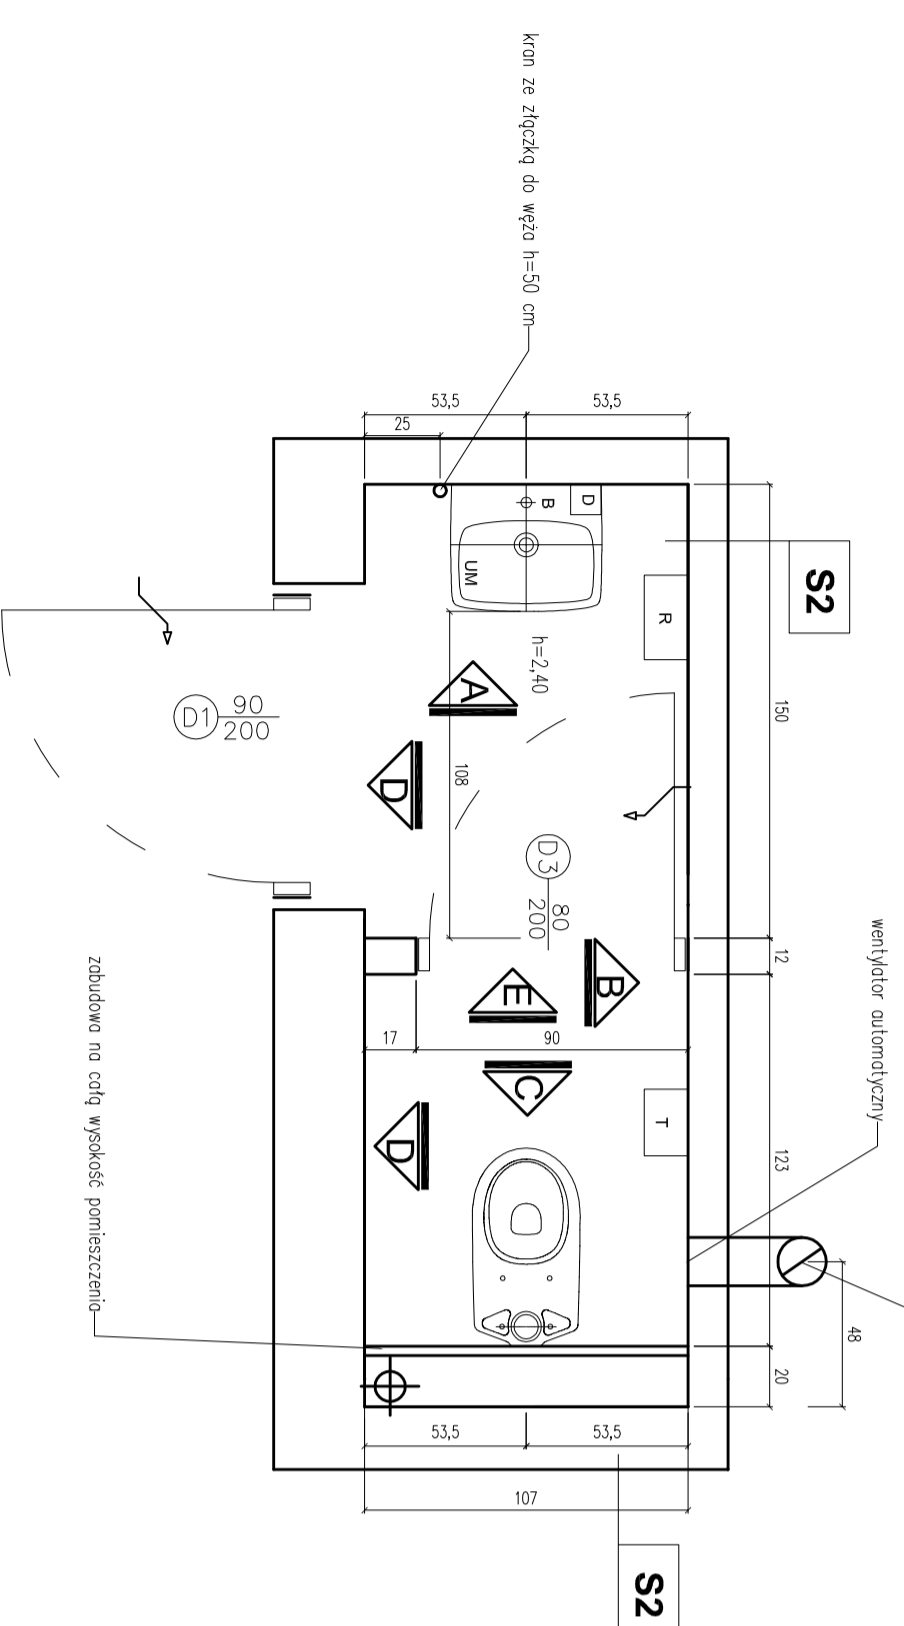 kran ze złączką do węża h=50 cm
53,5
53,5
25
S2
D
B
UM
R
h=2,40
150
A
D1
90
200
108
D
D3
80
200
wentylator automatyczny
12
B
E
17
90
C
T
D
123
zabudowa na całą wysokość pomieszczenia
48
20
53,5
53,5
107
S2